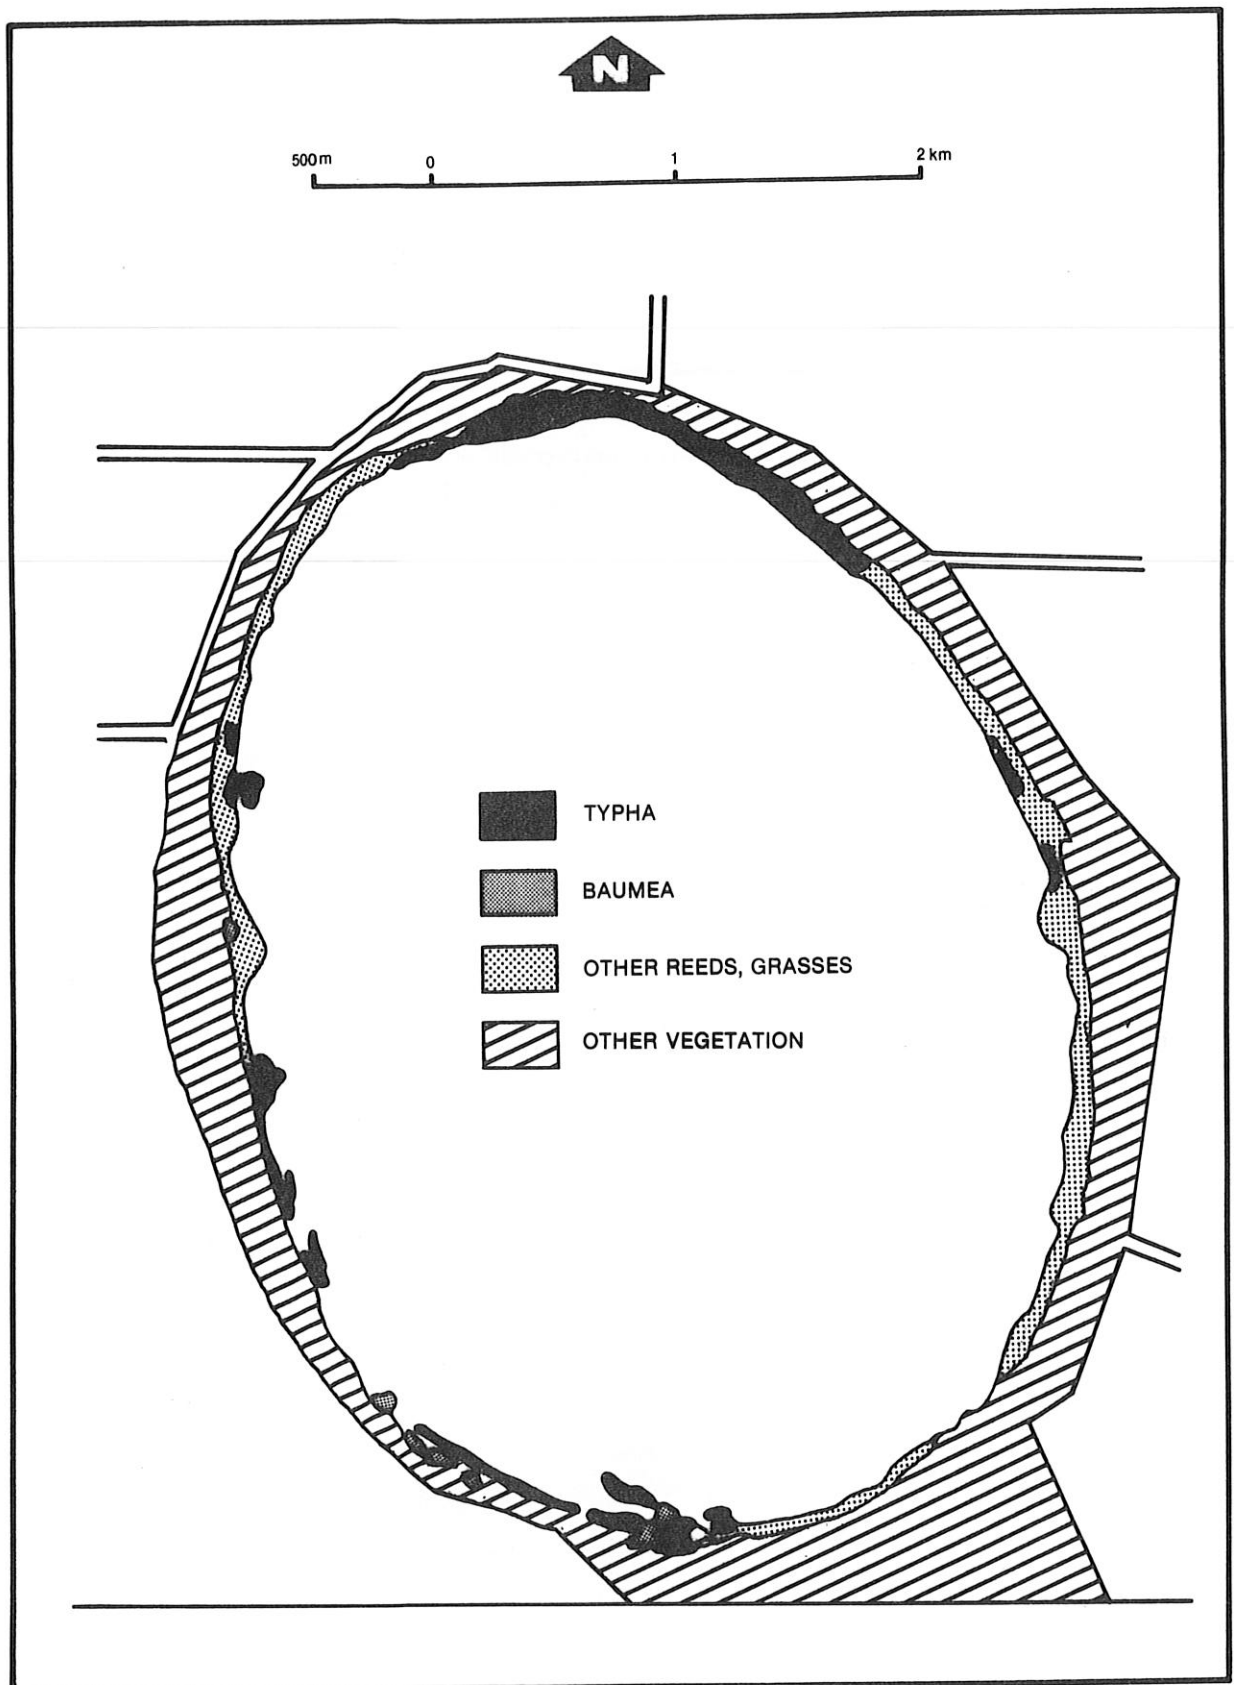 N
500m 0 1 2 km
TYPHA
BAUMEA
OTHER REEDS, GRASSES
OTHER VEGETATION